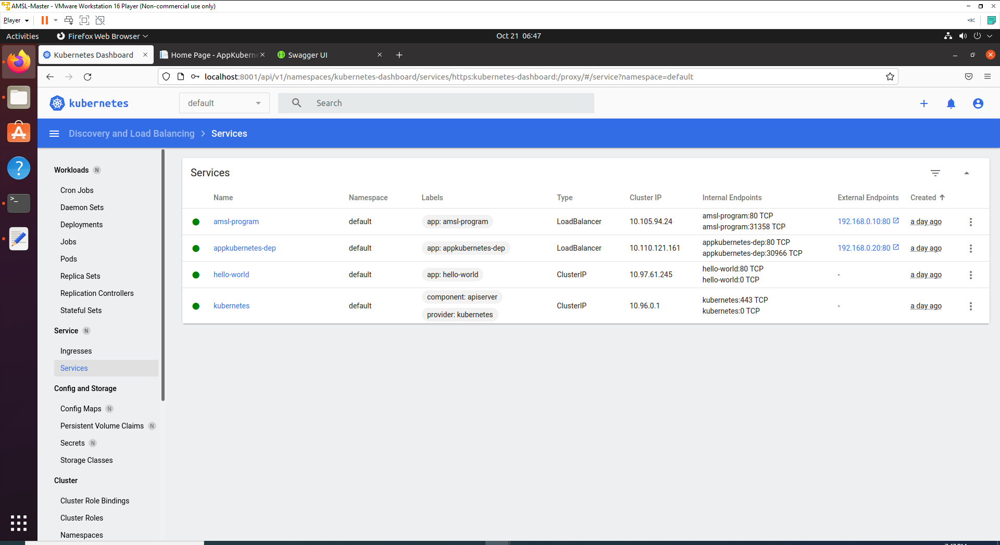 AMSL-Master - VMware Workstation 16 Player (Non-commercial use only)
Player
Activities Firefox Web Browser Oct 21 06:47
Kubernetes Dashboard Home Page - AppKuberne Swagger UI
localhost:8001/api/v1/namespaces/kubernetes-dashboard/services/https:kubernetes-dashboard:/proxy/#/service?namespace=default
kubernetes default Search
Discovery and Load Balancing > Services
Workloads N
Cron Jobs
Daemon Sets
Deployments
Jobs
Pods
Replica Sets
Replication Controllers
Stateful Sets
Service N
Ingresses
Services
Config and Storage
Config Maps N
Persistent Volume Claims N
Secrets N
Storage Classes
Cluster
Cluster Role Bindings
Cluster Roles
Namespaces
Services
Name Namespace Labels Type Cluster IP Internal Endpoints External Endpoints Created
amsl-program default app: amsl-program LoadBalancer 10.105.94.24 amsl-program:80 TCP
amsl-program:31358 TCP 192.168.0.10:80 a day ago
appkubernetes-dep default app: appkubernetes-dep LoadBalancer 10.110.121.161 appkubernetes-dep:80 TCP
appkubernetes-dep:30966 TCP 192.168.0.20:80 a day ago
hello-world default app: hello-world ClusterIP 10.97.61.245 hello-world:80 TCP
hello-world:0 TCP - a day ago
kubernetes default component: apiserver
provider: kubernetes ClusterIP 10.96.0.1 kubernetes:443 TCP
kubernetes:0 TCP - a day ago